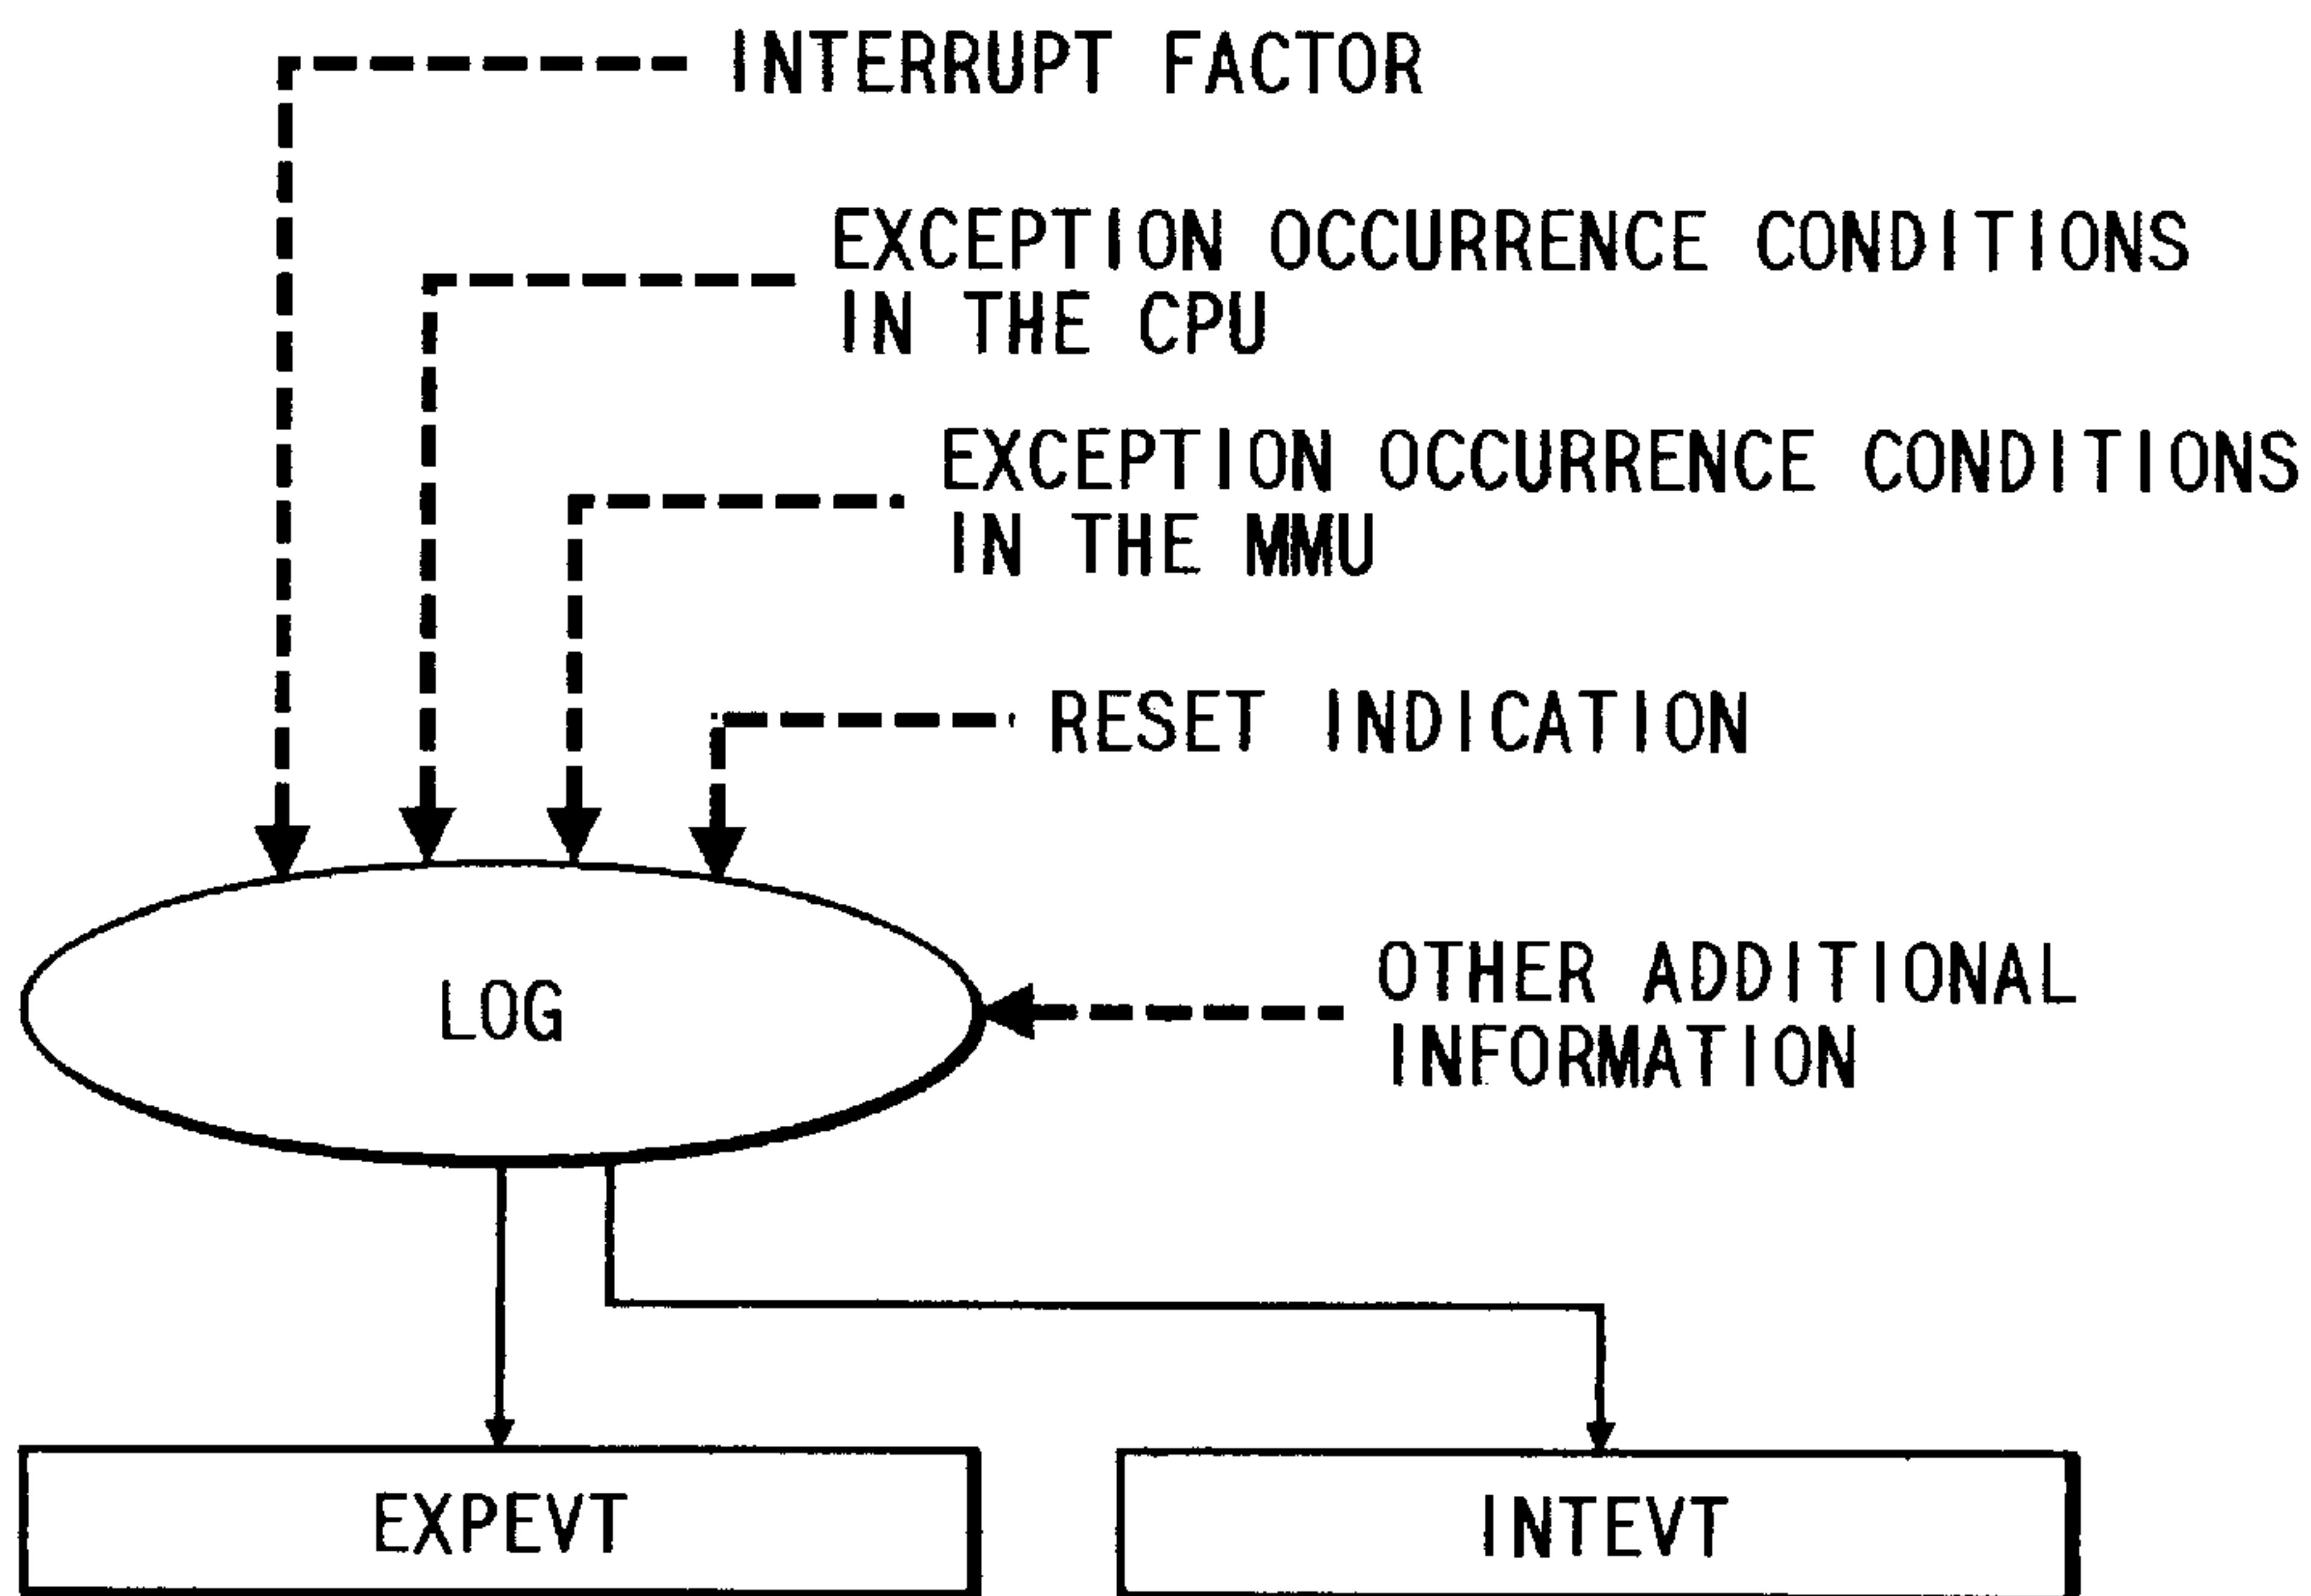 INTERRUPT FACTOR
EXCEPTION OCCURRENCE CONDITIONS
IN THE CPU
EXCEPTION OCCURRENCE CONDITIONS
IN THE MMU
RESET INDICATION
LOG
OTHER ADDITIONAL
INFORMATION
EXPEVT
INTEVT